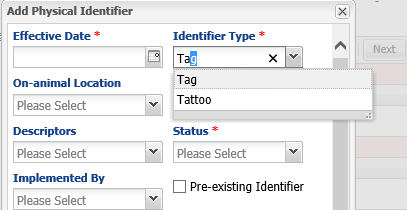 Add Physical Identifier
Effective Date * Identifier Type *
Tag
Next
On-animal Location Tag
Please Select Tattoo
Descriptors Status *
Please Select Please Select
Implemented By
Please Select Pre-existing Identifier